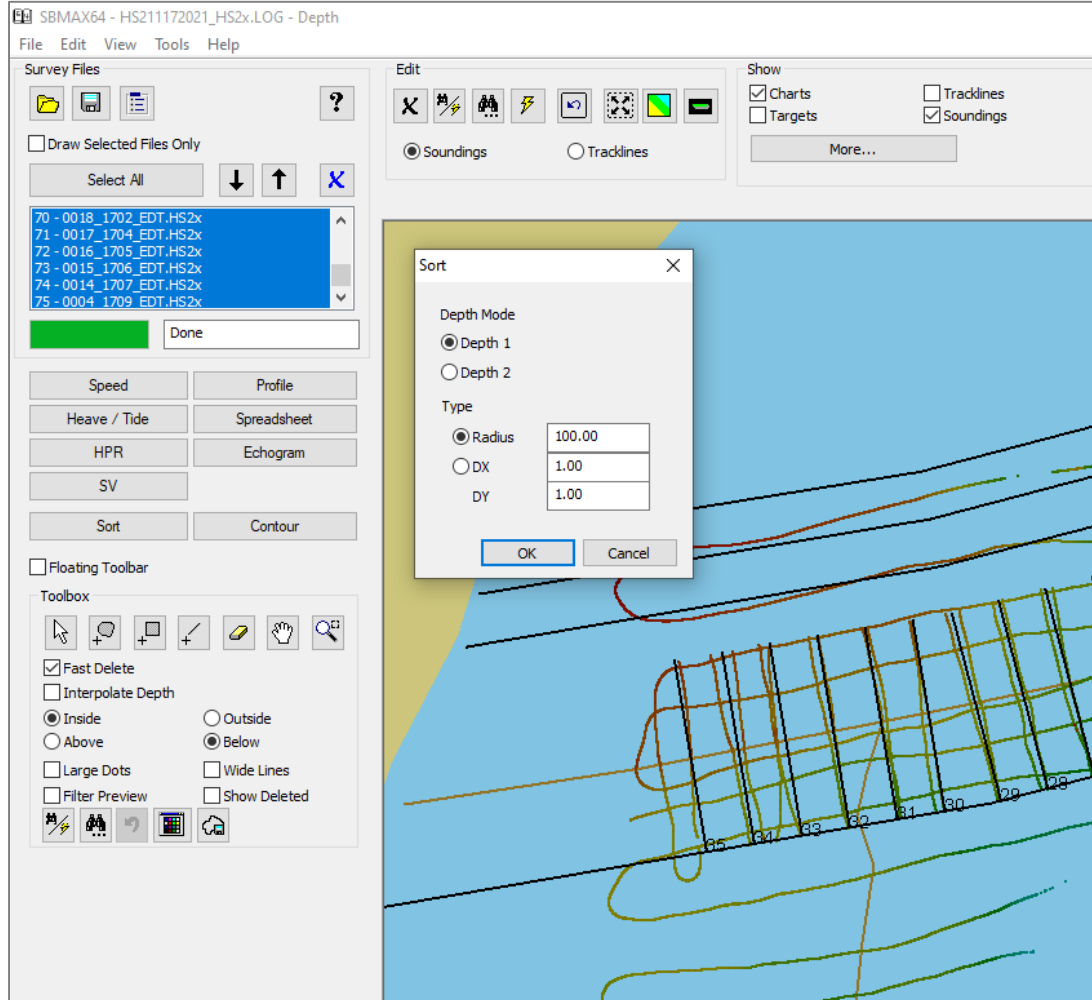 SBMAX64 - HS211172021_HS2x.LOG - Depth
File Edit View Tools Help
Survey Files
?
Draw Selected Files Only
Select All
70 - 0018_1702_EDT.HS2x
71 - 0017_1704_EDT.HS2x
72 - 0016_1705_EDT.HS2x
73 - 0015_1706_EDT.HS2x
74 - 0014_1707_EDT.HS2x
75 - 0004_1709_EDT.HS2x
Done
Speed Profile
Heave / Tide Spreadsheet
HPR Echogram
SV
Sort Contour
Floating Toolbar
Toolbox
Fast Delete
Interpolate Depth
Inside Outside
Above Below
Large Dots Wide Lines
Filter Preview Show Deleted
Edit
Soundings Tracklines
Show
Charts Tracklines
Targets Soundings
More...
Sort
Depth Mode
Depth 1
Depth 2
Type
Radius 100.00
DX 1.00
DY 1.00
OK Cancel
35 34 33 32 31 30 29 28